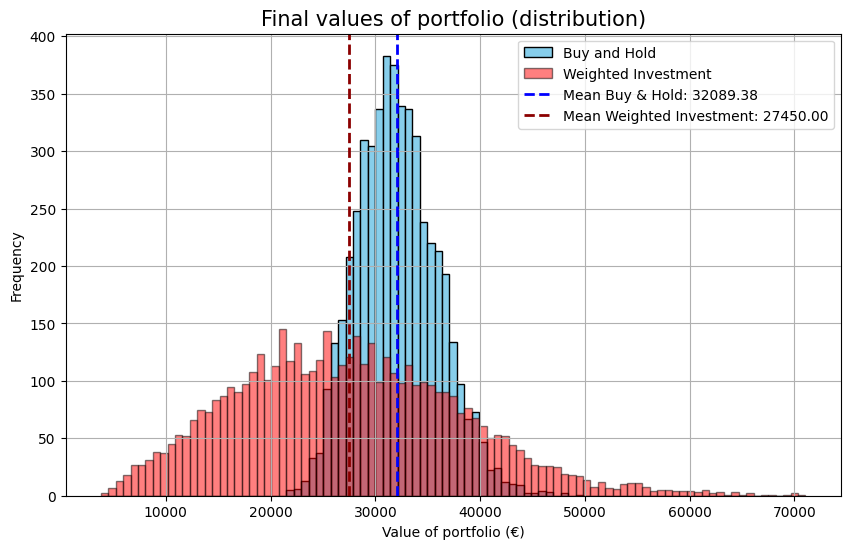 Final values of portfolio (distribution)
Buy and Hold
Weighted Investment
Mean Buy & Hold: 32089.38
Mean Weighted Investment: 27450.00
Frequency
400
350
300
250
200
150
100
50
0
10000 20000 30000 40000 50000 60000 70000
Value of portfolio (€)